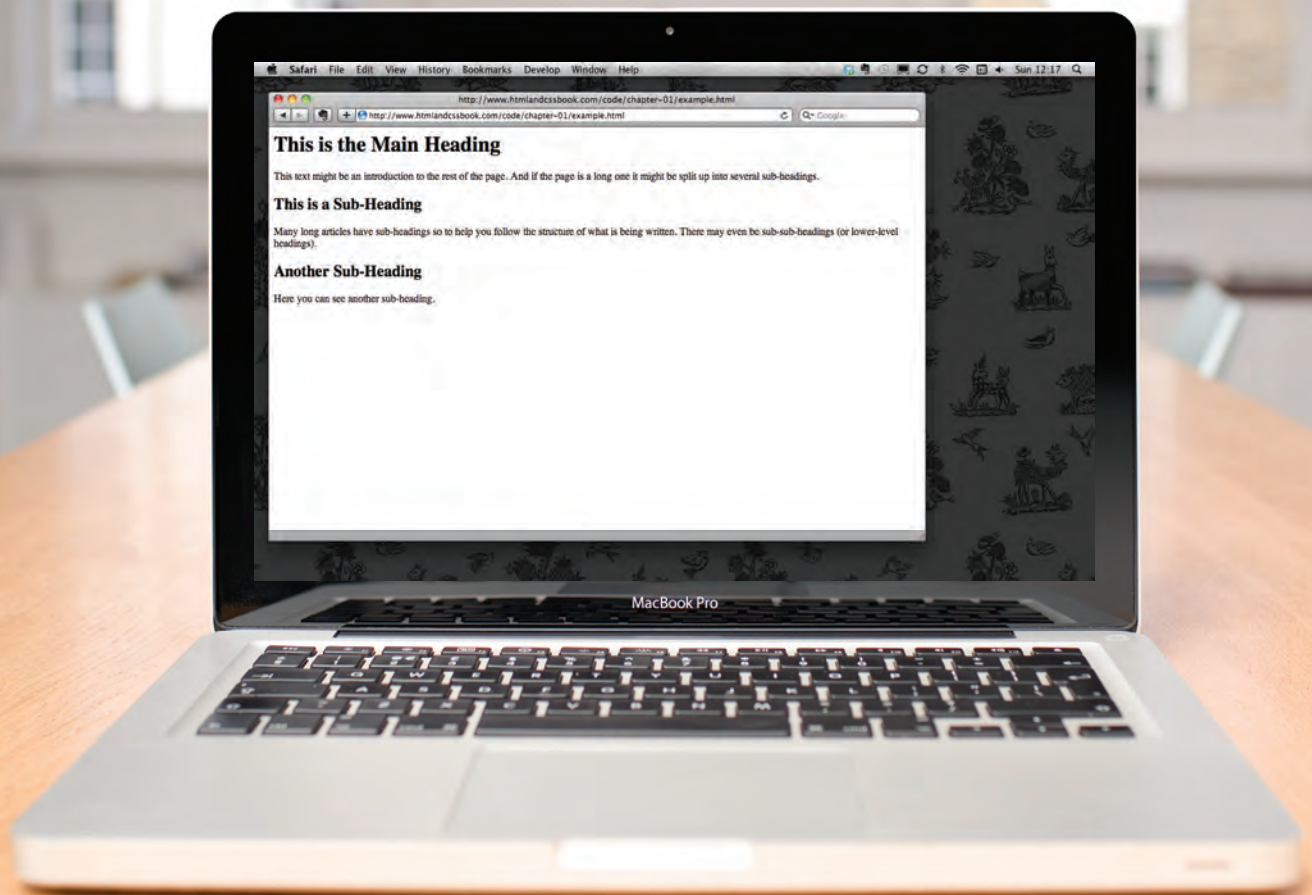 Safari File Edit View History Bookmarks Develop Window Help Sun 12:17
http://www.htmlandcssbook.com/code/chapter-01/example.html
http://www.htmlandcssbook.com/code/chapter-01/example.html Google
This is the Main Heading
This text might be an introduction to the rest of the page. And if the page is a long one it might be split up into several sub-headings.
This is a Sub-Heading
Many long articles have sub-headings so to help you follow the structure of what is being written. There may even be sub-sub-headings (or lower-level
headings).
Another Sub-Heading
Here you can see another sub-heading.
MacBook Pro
Q W E R T Y U I O P
A S D F G H J K L
Z X C V B N M